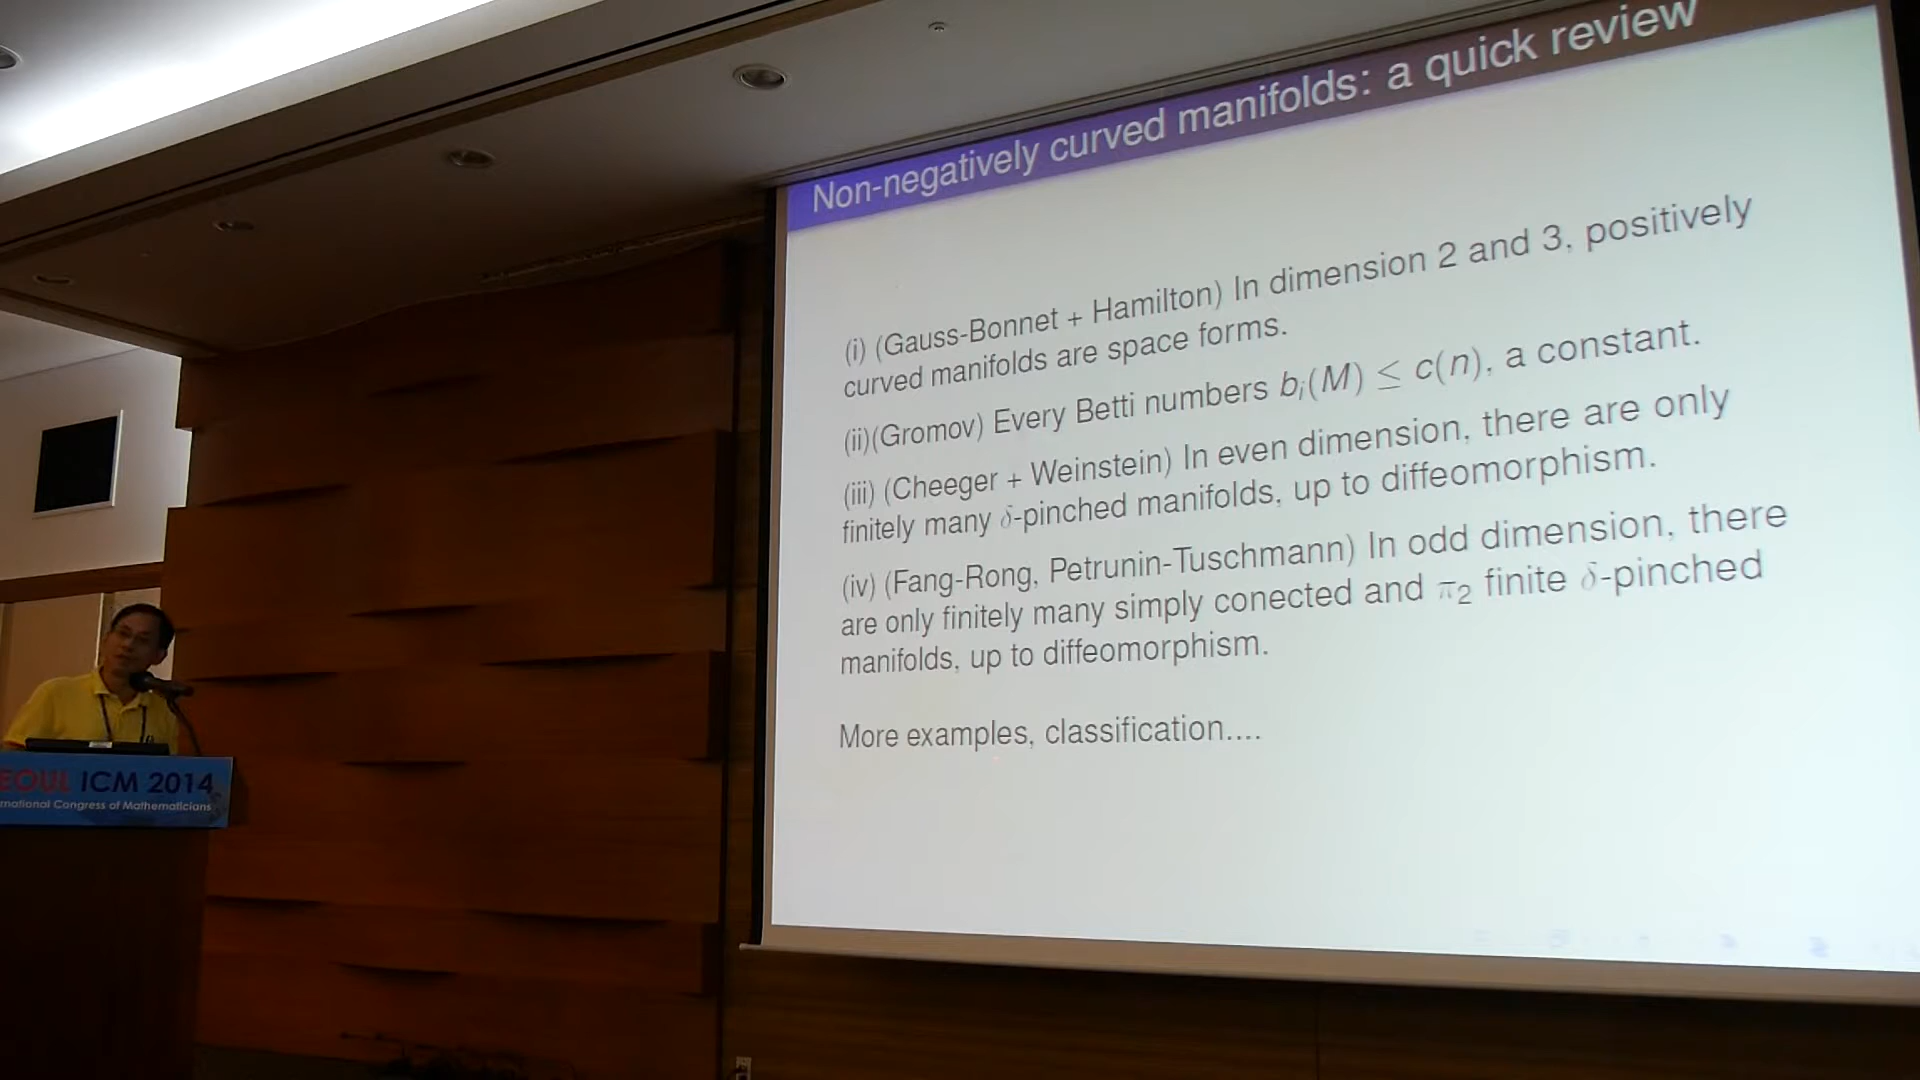 Non-negatively curved manifolds: a quick review
(i) (Gauss-Bonnet + Hamilton) In dimension 2 and 3, positively
curved manifolds are space forms.
(ii)(Gromov) Every Betti numbers bᵢ(M) ≤ c(n), a constant.
(iii) (Cheeger + Weinstein) In even dimension, there are only
finitely many δ-pinched manifolds, up to diffeomorphism.
(iv) (Fang-Rong, Petrunin-Tuschmann) In odd dimension, there
are only finitely many simply conected and π₂ finite δ-pinched
manifolds, up to diffeomorphism.
More examples, classification....
EOUL ICM 2014
rnational Congress of Mathematicians